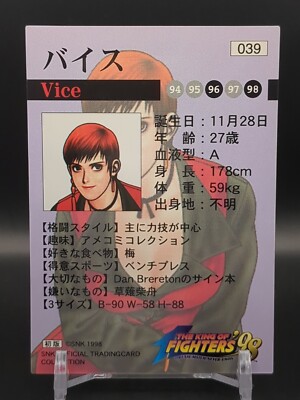 バイス
039
Vice
94 95 96 97 98
誕生日：11月28日
年　齢：27歳
血液型：A
身　長：178cm
体　重：59kg
出身地：不明
【格闘スタイル】主に力技が中心
【趣味】アメコミコレクション
【好きな食べ物】梅
【得意スポーツ】ベンチプレス
【大切なもの】Dan Breretonのサイン本
【嫌いなもの】草薙柴舟
【3サイズ】B-90 W-58 H-88
初版 ©SNK 1998
SNK OFFICIAL TRADINGCARD
COLLECTION
THE KING OF
FIGHTERS '98